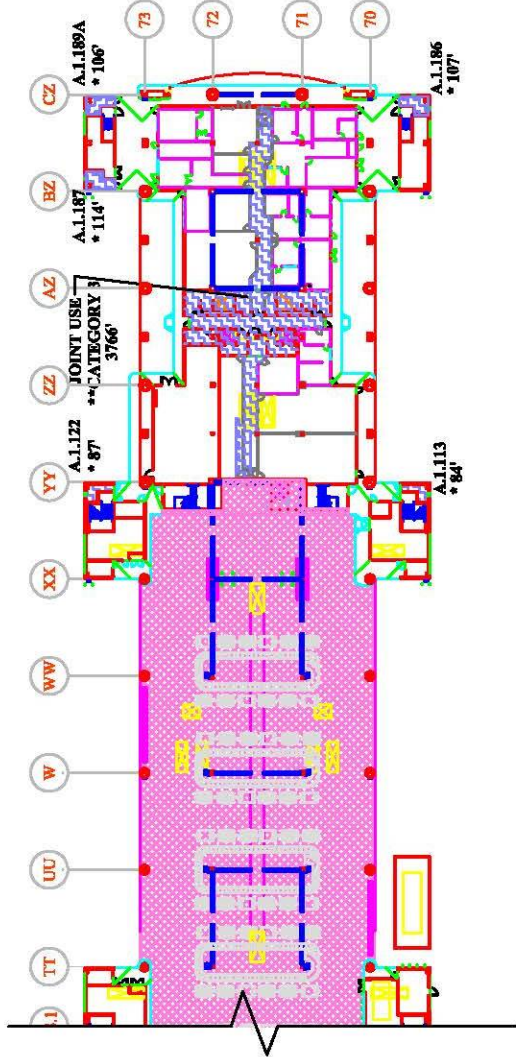 TT
UU
W
WW
XX
YY
ZZ
AZ
BZ
CZ
A.1.122
* 87'
JOINT USE
**CATEGORY 3
3766'
A.1.187
* 114'
A.1.189A
* 106'
73
72
71
70
A.1.113
* 84'
A.1.186
* 107'